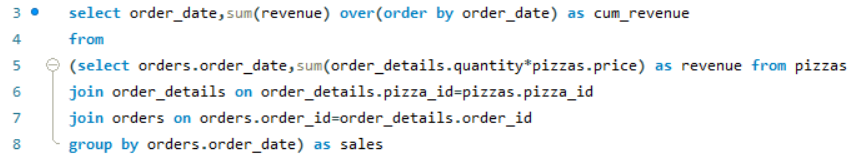 3 select order_date,sum(revenue) over(order by order_date) as cum_revenue
4 from
5 (select orders.order_date,sum(order_details.quantity*pizzas.price) as revenue from pizzas
6 join order_details on order_details.pizza_id=pizzas.pizza_id
7 join orders on orders.order_id=order_details.order_id
8 group by orders.order_date) as sales